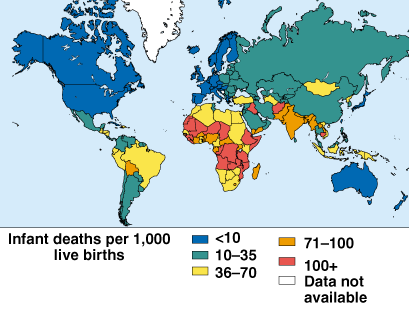 Infant deaths per 1,000
live births
<10
10–35
36–70
71–100
100+
Data not
available